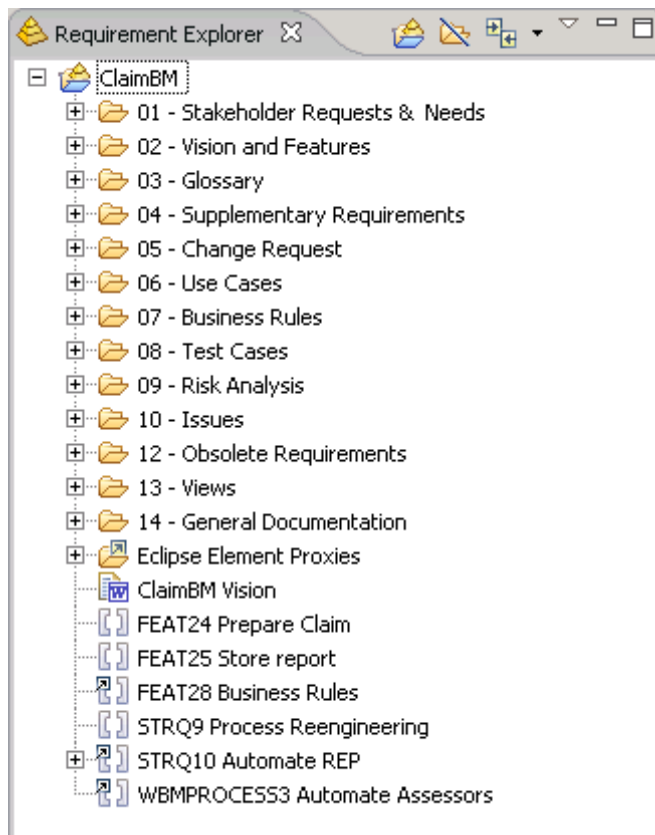 Requirement Explorer
ClaimBM
01 - Stakeholder Requests & Needs
02 - Vision and Features
03 - Glossary
04 - Supplementary Requirements
05 - Change Request
06 - Use Cases
07 - Business Rules
08 - Test Cases
09 - Risk Analysis
10 - Issues
12 - Obsolete Requirements
13 - Views
14 - General Documentation
Eclipse Element Proxies
ClaimBM Vision
FEAT24 Prepare Claim
FEAT25 Store report
FEAT28 Business Rules
STRQ9 Process Reengineering
STRQ10 Automate REP
WBMPROCESS3 Automate Assessors